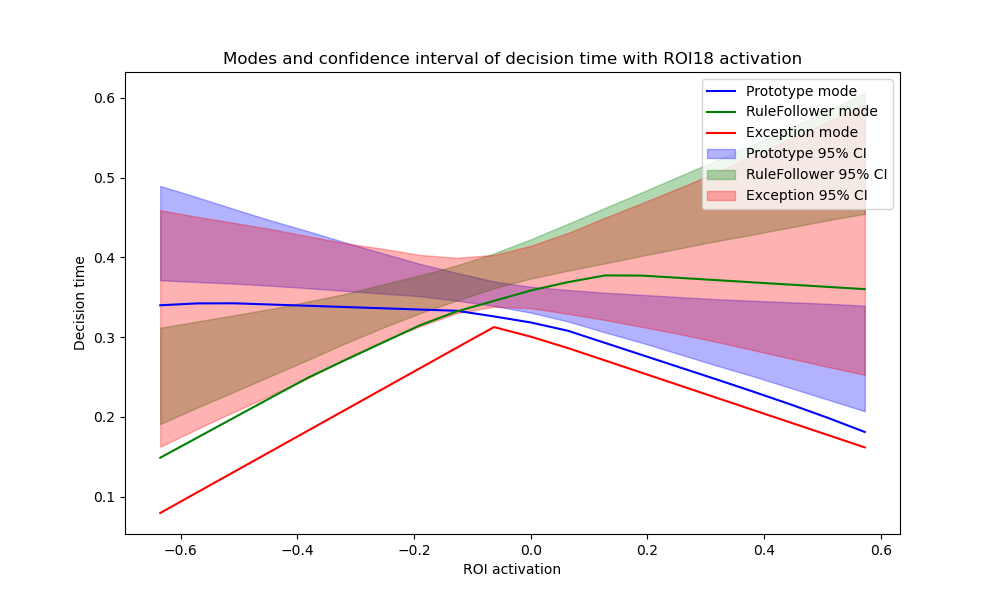 Modes and confidence interval of decision time with ROI18 activation
Prototype mode
RuleFollower mode
Exception mode
Prototype 95% CI
RuleFollower 95% CI
Exception 95% CI
0.6
0.5
0.4
0.3
0.2
0.1
Decision time
−0.6
−0.4
−0.2
0.0
0.2
0.4
0.6
ROI activation